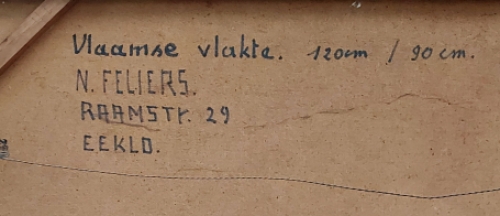 Vlaamse vlakte. 120cm / 90 cm.
N. FELIERS.
RAAMSTr. 29
EEKLO.